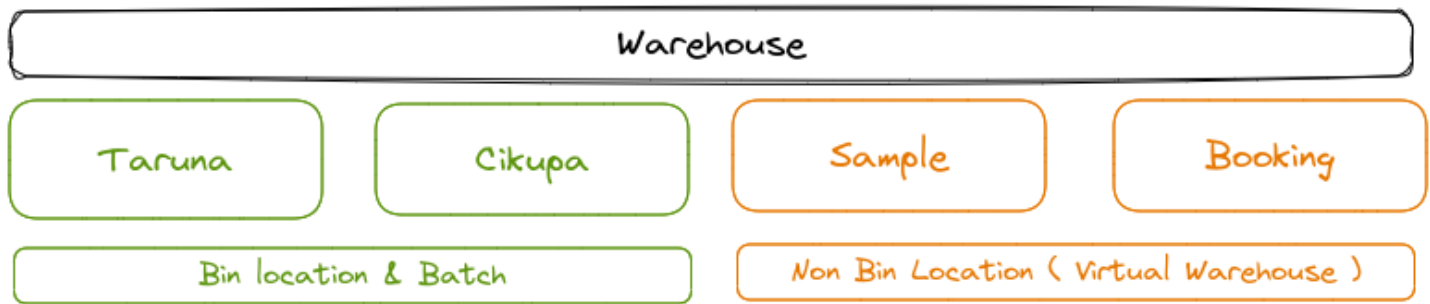 Warehouse
Taruna
Cikupa
Sample
Booking
Bin location & Batch
Non Bin Location ( Virtual Warehouse )